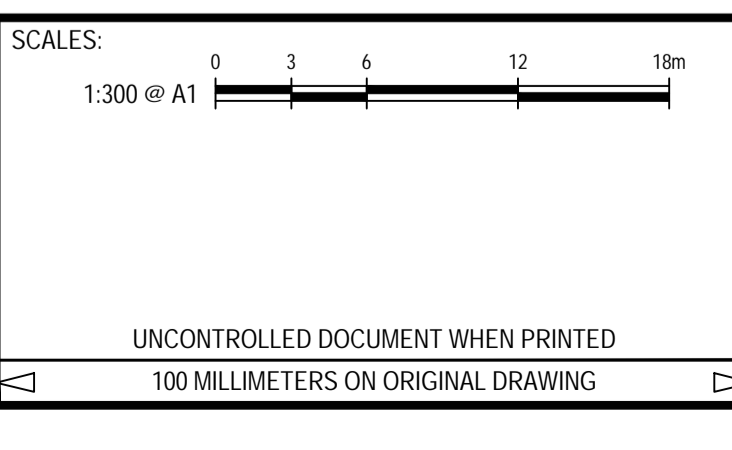 SCALES:
0 3 6 12 18m
1:300 @ A1
UNCONTROLLED DOCUMENT WHEN PRINTED
100 MILLIMETERS ON ORIGINAL DRAWING